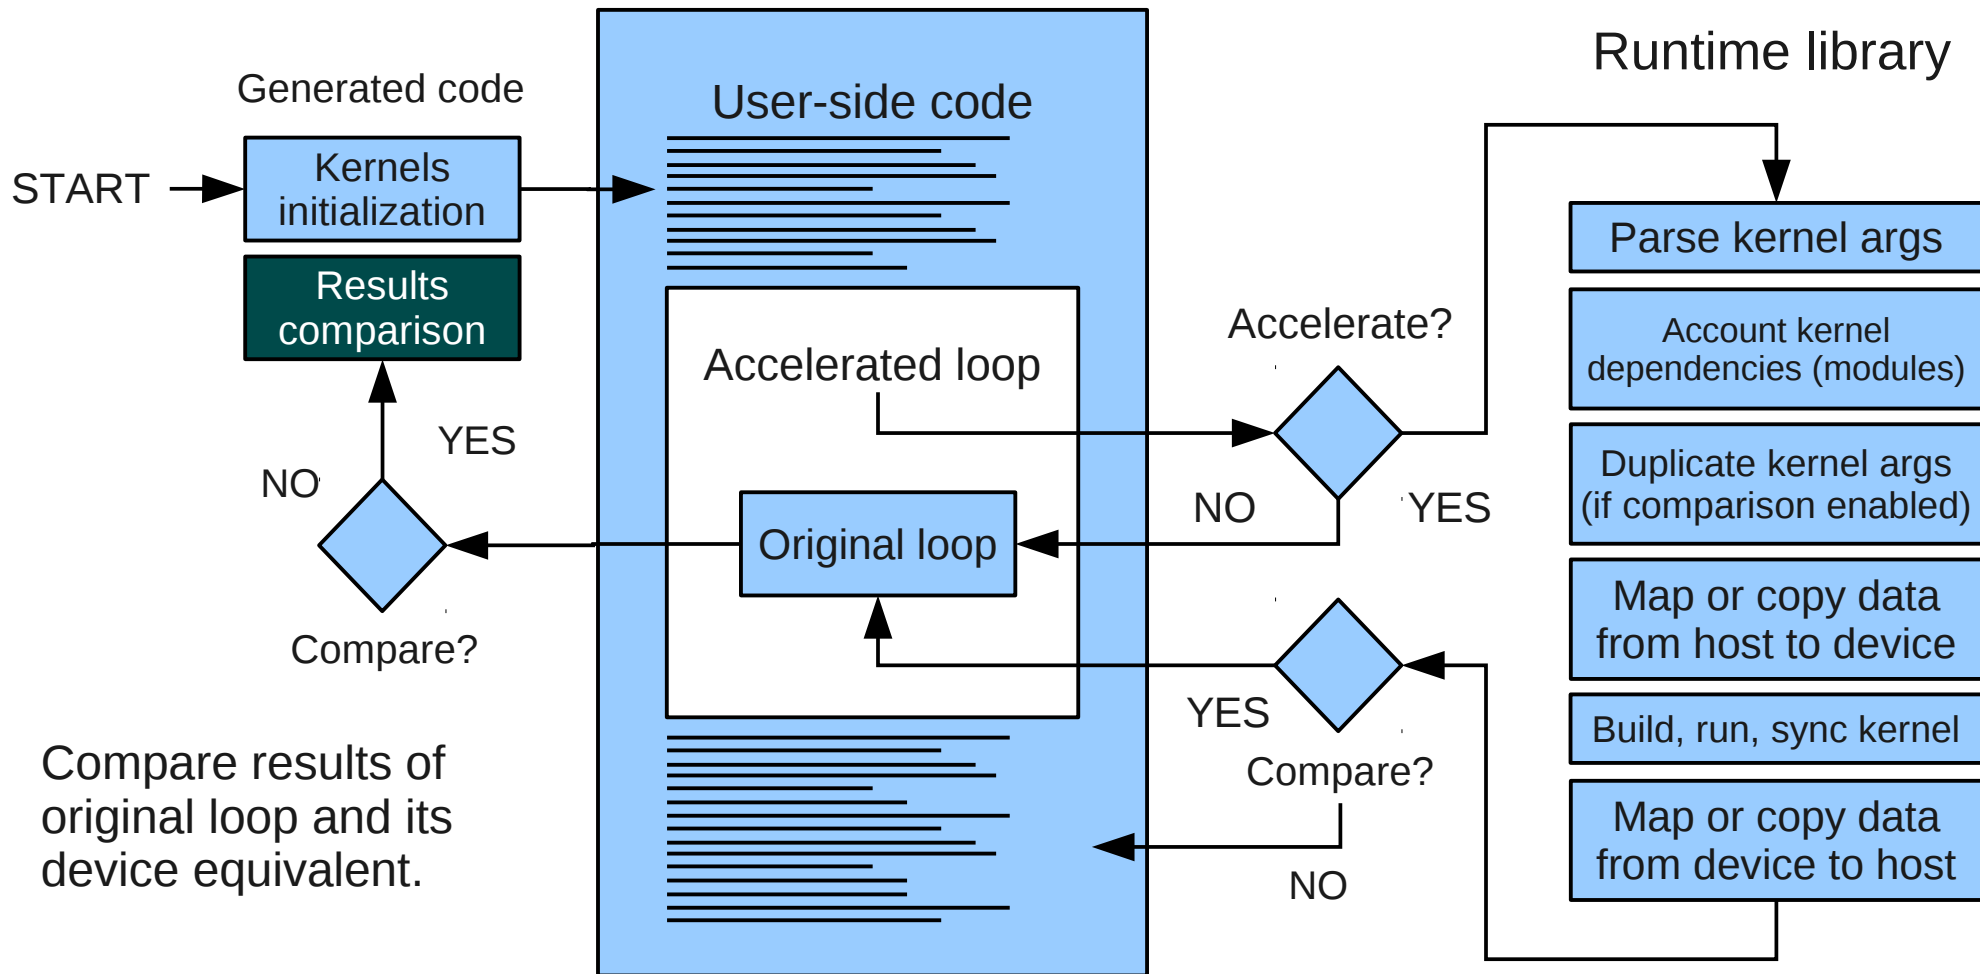 Generated code
START
Kernels
initialization
Results
comparison
YES
NO
Compare?
Compare results of
original loop and its
device equivalent.
User-side code
Accelerated loop
Original loop
Accelerate?
NO
YES
YES
Compare?
NO
Runtime library
Parse kernel args
Account kernel
dependencies (modules)
Duplicate kernel args
(if comparison enabled)
Map or copy data
from host to device
Build, run, sync kernel
Map or copy data
from device to host